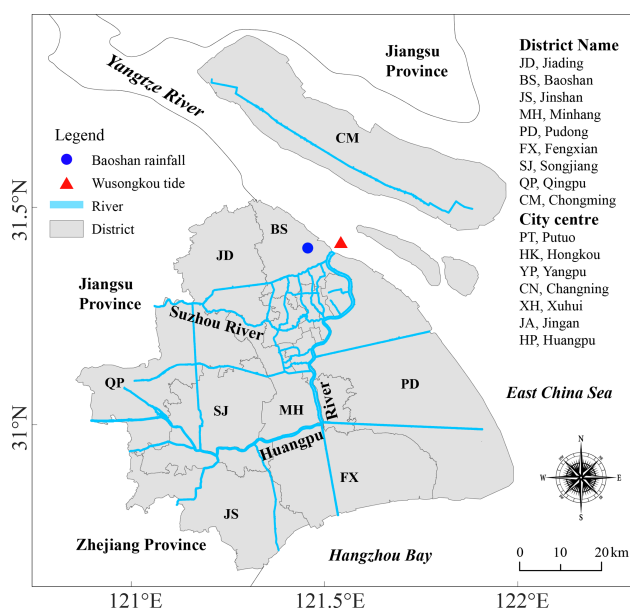 Jiangsu
Province
Yangtze River
CM
Legend
Baoshan rainfall
Wusongkou tide
River
District
District Name
JD, Jiading
BS, Baoshan
JS, Jinshan
MH, Minhang
PD, Pudong
FX, Fengxian
SJ, Songjiang
QP, Qingpu
CM, Chongming
City centre
PT, Putuo
HK, Hongkou
YP, Yangpu
CN, Changning
XH, Xuhui
JA, Jingan
HP, Huangpu
31.5°N
BS
JD
Jiangsu
Province
Suzhou River
QP
PD
East China Sea
SJ
MH
River
31°N
Huangpu
FX
N
W
E
S
JS
Zhejiang Province
Hangzhou Bay
0 10 20 km
121°E
121.5°E
122°E